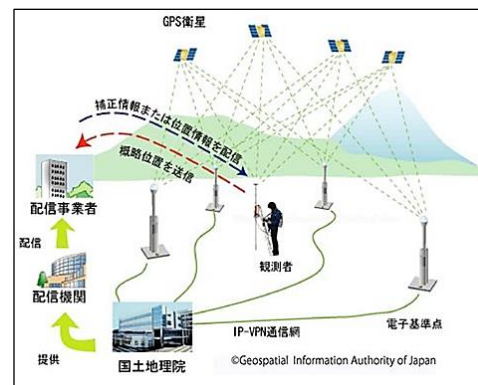 GPS衛星
補正情報または位置情報を配信
概略位置を送信
配信事業者
配信
観測者
配信機関
IP-VPN通信網
電子基準点
提供
国土地理院
©Geospatial Information Authority of Japan